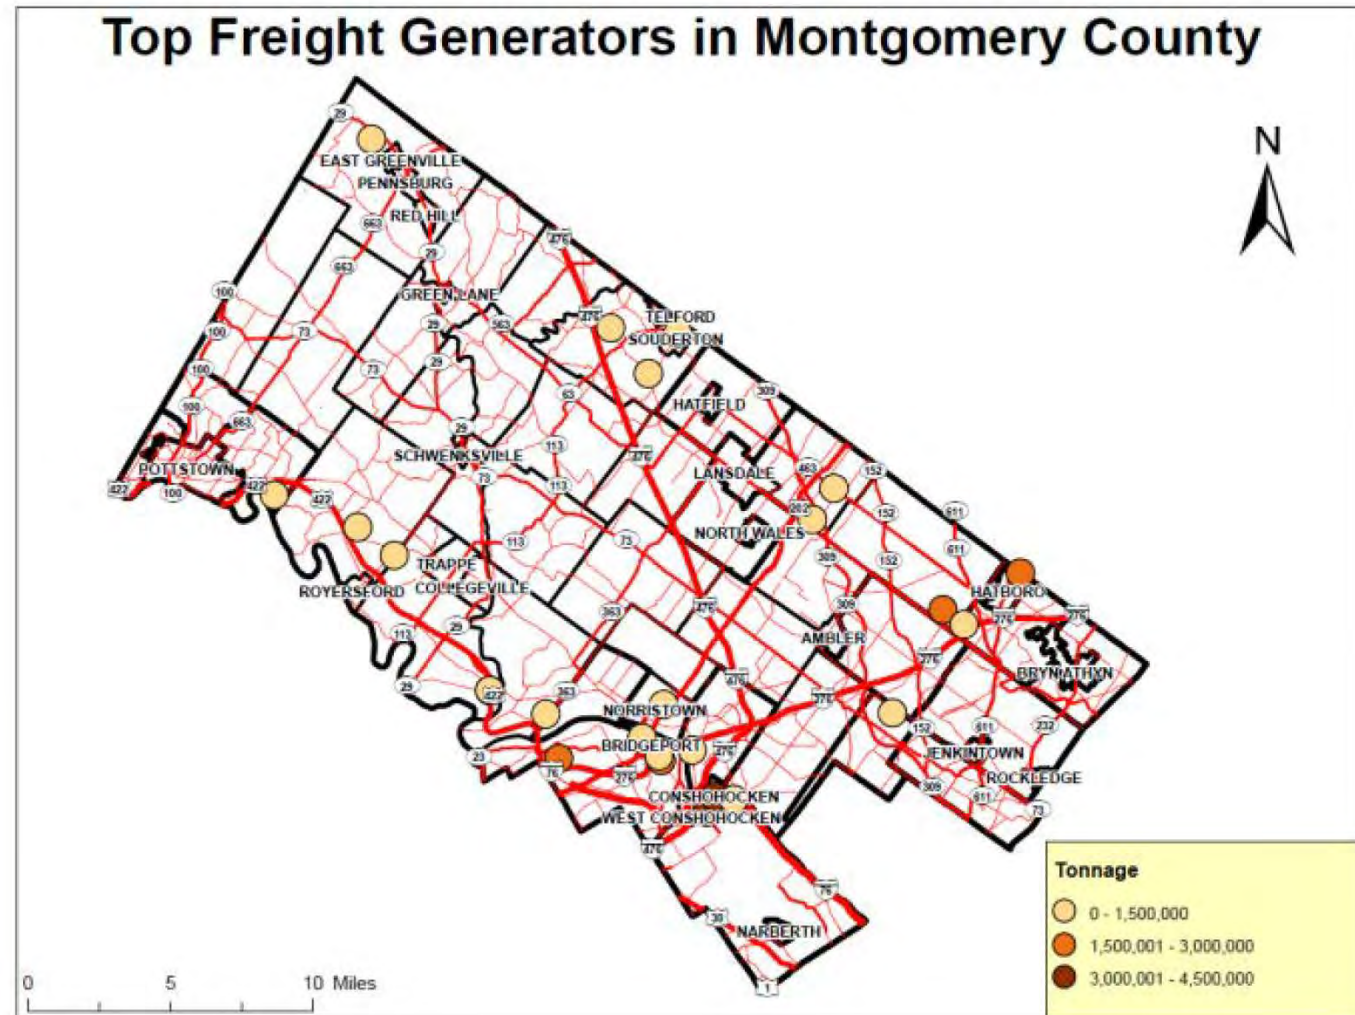 Top Freight Generators in Montgomery County
N
29
EAST GREENVILLE
PENNSBURG
RED HILL
663
476
29
663
100
GREEN LANE
476
TELFORD
29
563
100
73
SOUDERTON
29
100
73
309
63
HATFIELD
100
663
29
113
SCHWENKSVILLE
476
463
152
POTTSTOWN
LANSDALE
73
422
100
422
422
113
202
152
611
NORTH WALES
113
73
309
152
611
TRAPPE
COLLEGEVILLE
HATBORO
ROYERSFORD
309
476
363
276
276
113
29
AMBLER
276
BRYN ATHYN
29
476
422
363
276
NORRISTOWN
152
611
232
BRIDGEPORT
276
JENKINTOWN
23
76
276
ROCKLEDGE
309
611
CONSHOHOCKEN
73
WEST CONSHOHOCKEN
476
76
30
NARBERTH
1
Tonnage
0 - 1,500,000
1,500,001 - 3,000,000
3,000,001 - 4,500,000
0 5 10 Miles